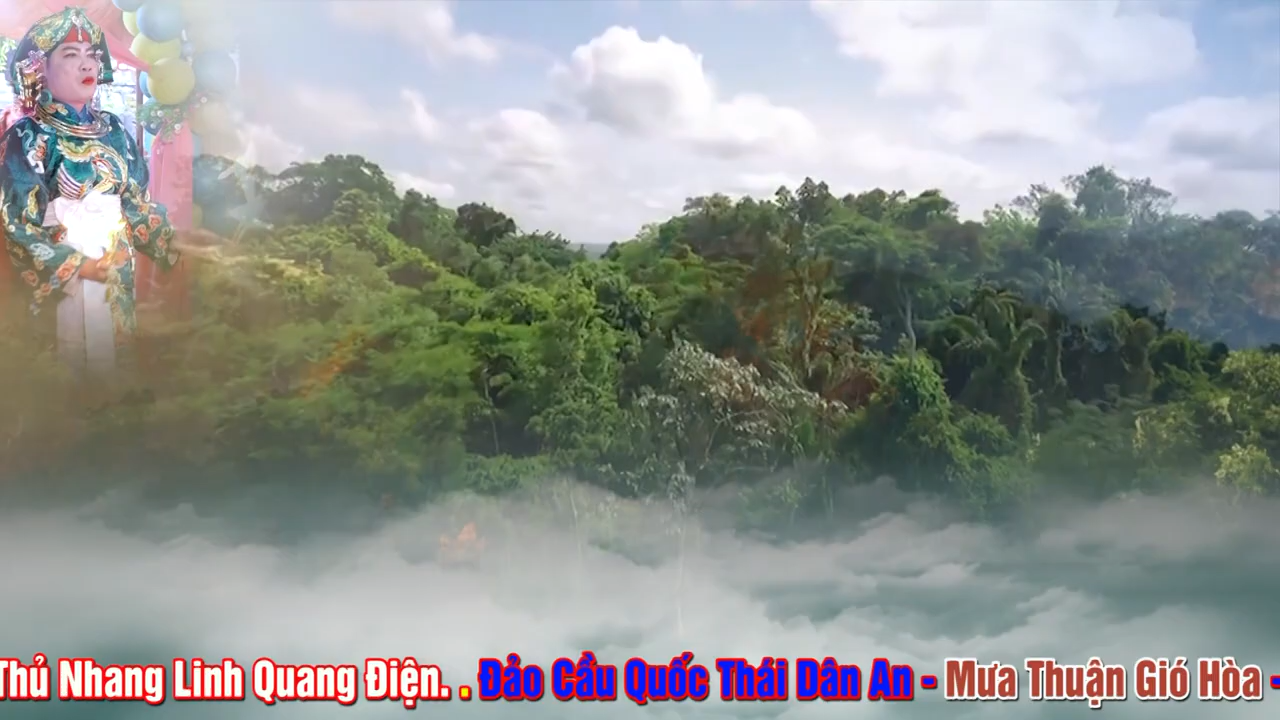 Thủ Nhang Linh Quang Điện. . Đảo Cầu Quốc Thái Dân An - Mưa Thuận Gió Hòa -